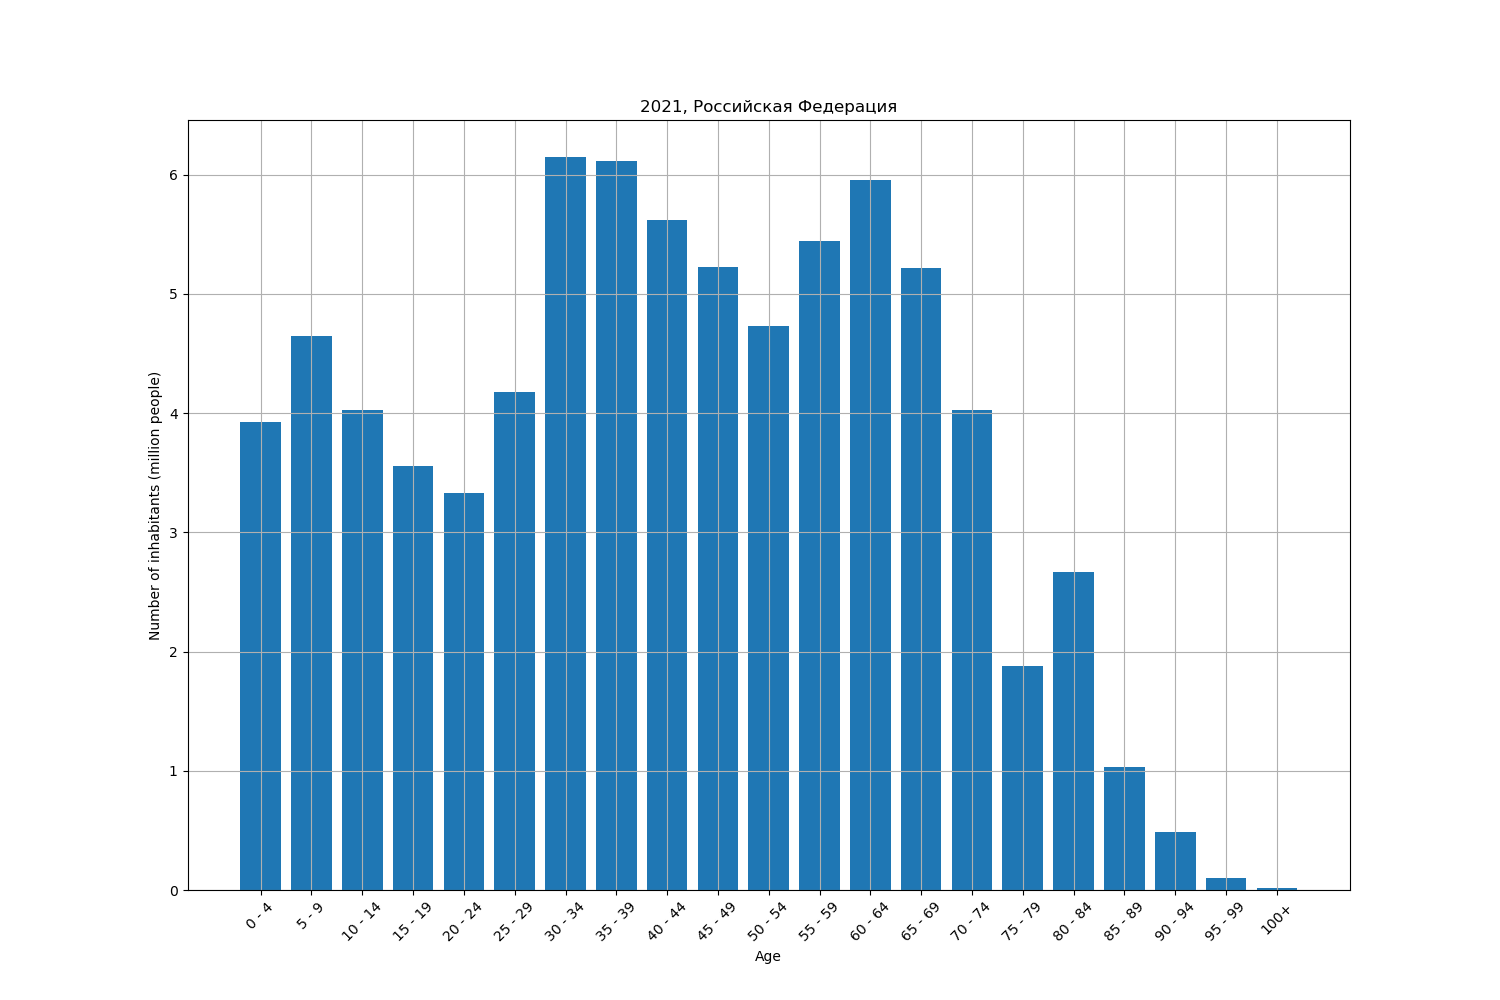 2021, Российская Федерация
Number of inhabitants (million people)
6
5
4
3
2
1
0
0 - 4
5 - 9
10 - 14
15 - 19
20 - 24
25 - 29
30 - 34
35 - 39
40 - 44
45 - 49
50 - 54
55 - 59
60 - 64
65 - 69
70 - 74
75 - 79
80 - 84
85 - 89
90 - 94
95 - 99
100+
Age